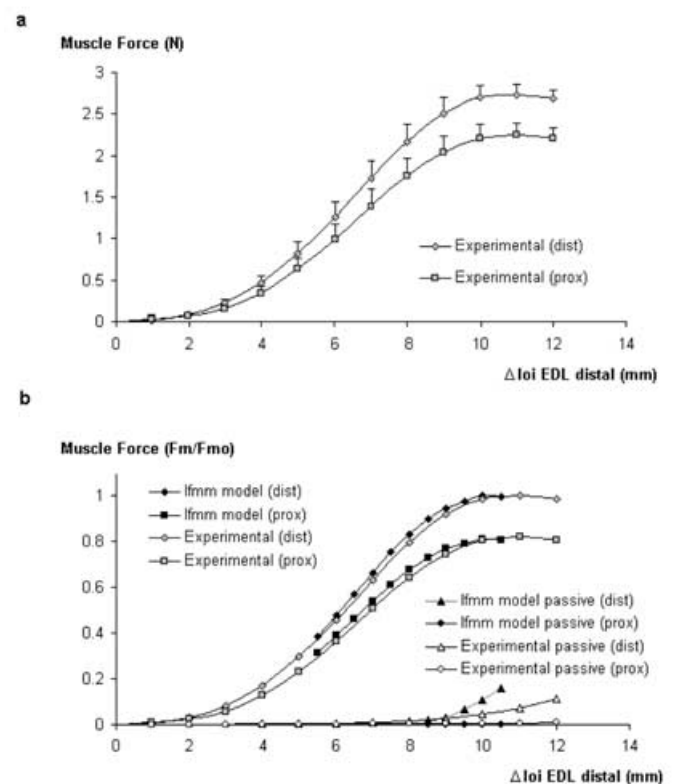 a
Muscle Force (N)
3
2.5
2
1.5
1
0.5
0
0 2 4 6 8 10 12 14
Experimental (dist)
Experimental (prox)
Δ loi EDL distal (mm)
b
Muscle Force (Fm/Fmo)
1
0.8
0.6
0.4
0.2
0
lfmm model (dist)
lfmm model (prox)
Experimental (dist)
Experimental (prox)
lfmm model passive (dist)
lfmm model passive (prox)
Experimental passive (dist)
Experimental passive (prox)
0 2 4 6 8 10 12 14
Δ loi EDL distal (mm)